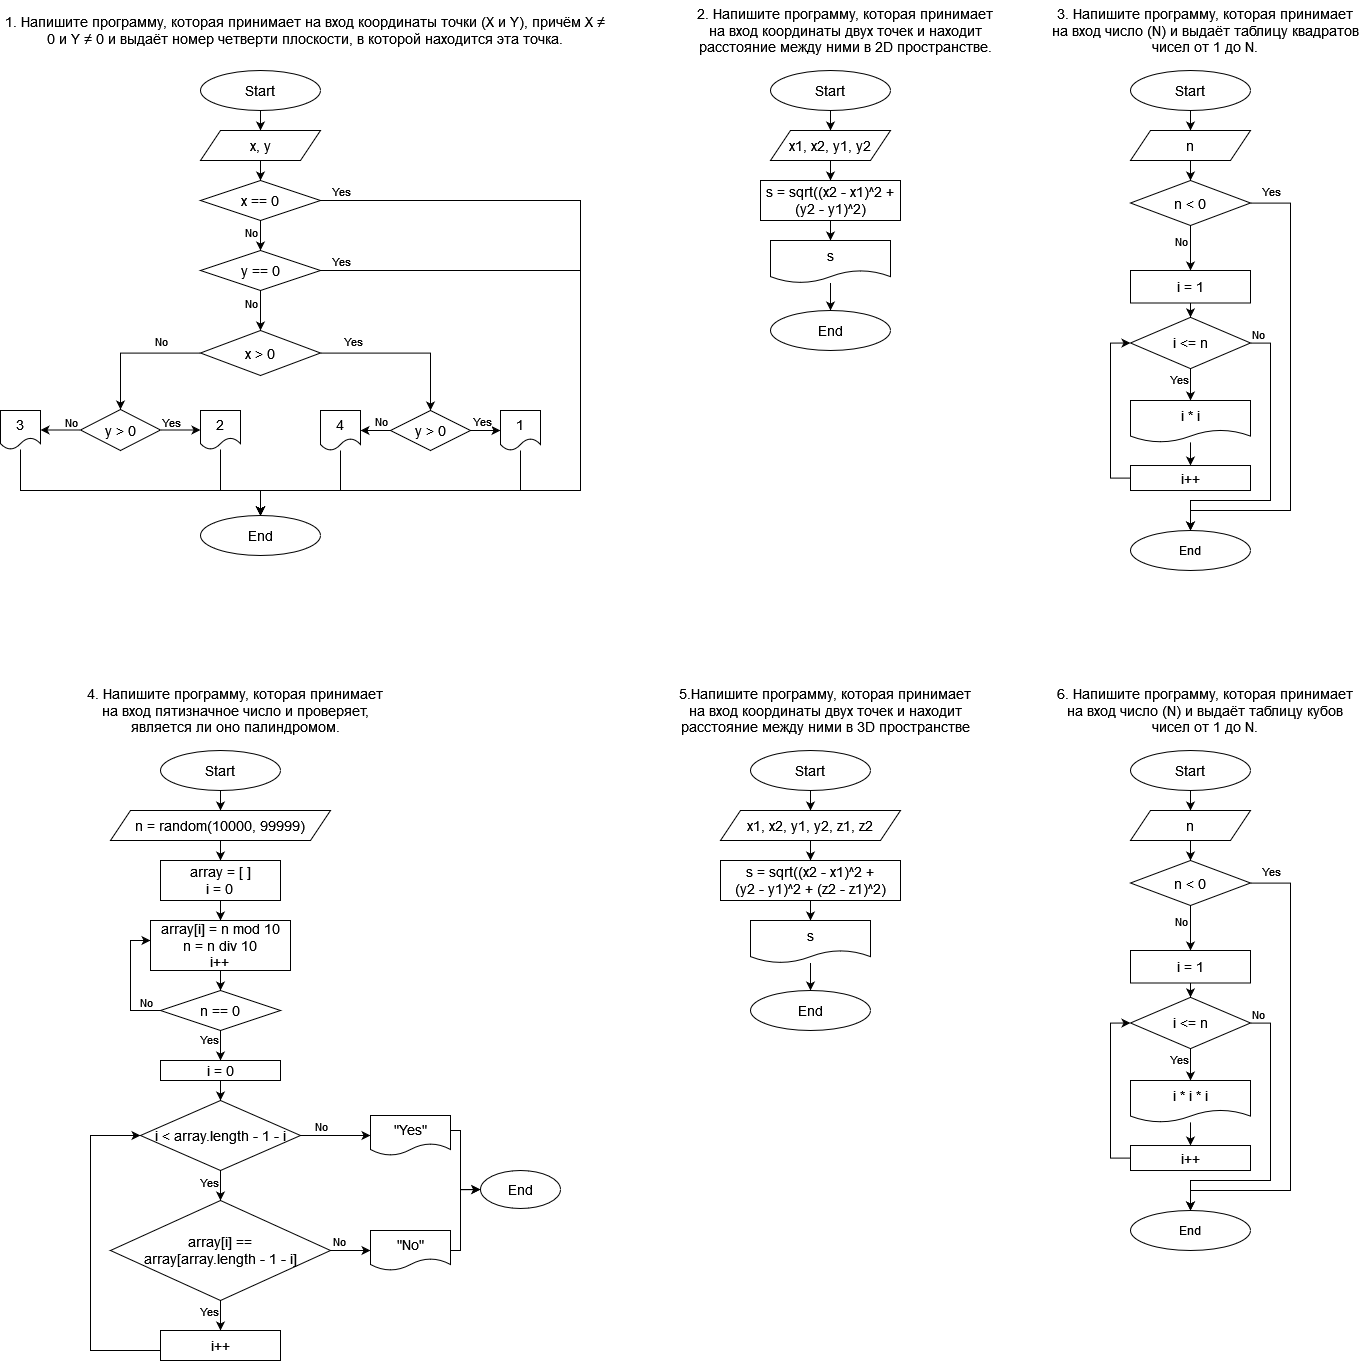 1. Напишите программу, которая принимает на вход координаты точки (X и Y), причём X ≠
0 и Y ≠ 0 и выдаёт номер четверти плоскости, в которой находится эта точка.
Start
x, y
x == 0
Yes
No
y == 0
Yes
No
x > 0
No
Yes
3
No
y > 0
Yes
2
4
No
y > 0
Yes
1
End
2. Напишите программу, которая принимает
на вход координаты двух точек и находит
расстояние между ними в 2D пространстве.
Start
x1, x2, y1, y2
s = sqrt((x2 - x1)^2 +
(y2 - y1)^2)
s
End
3. Напишите программу, которая принимает
на вход число (N) и выдаёт таблицу квадратов
чисел от 1 до N.
Start
n
n < 0
Yes
No
i = 1
i <= n
No
Yes
i * i
i++
End
4. Напишите программу, которая принимает
на вход пятизначное число и проверяет,
является ли оно палиндромом.
Start
n = random(10000, 99999)
array = [ ]
i = 0
array[i] = n mod 10
n = n div 10
i++
No
n == 0
Yes
i = 0
i < array.length - 1 - i
No
"Yes"
Yes
End
array[i] ==
array[array.length - 1 - i]
No
"No"
Yes
i++
5.Напишите программу, которая принимает
на вход координаты двух точек и находит
расстояние между ними в 3D пространстве
Start
x1, x2, y1, y2, z1, z2
s = sqrt((x2 - x1)^2 +
(y2 - y1)^2 + (z2 - z1)^2)
s
End
6. Напишите программу, которая принимает
на вход число (N) и выдаёт таблицу кубов
чисел от 1 до N.
Start
n
n < 0
Yes
No
i = 1
i <= n
No
Yes
i * i * i
i++
End